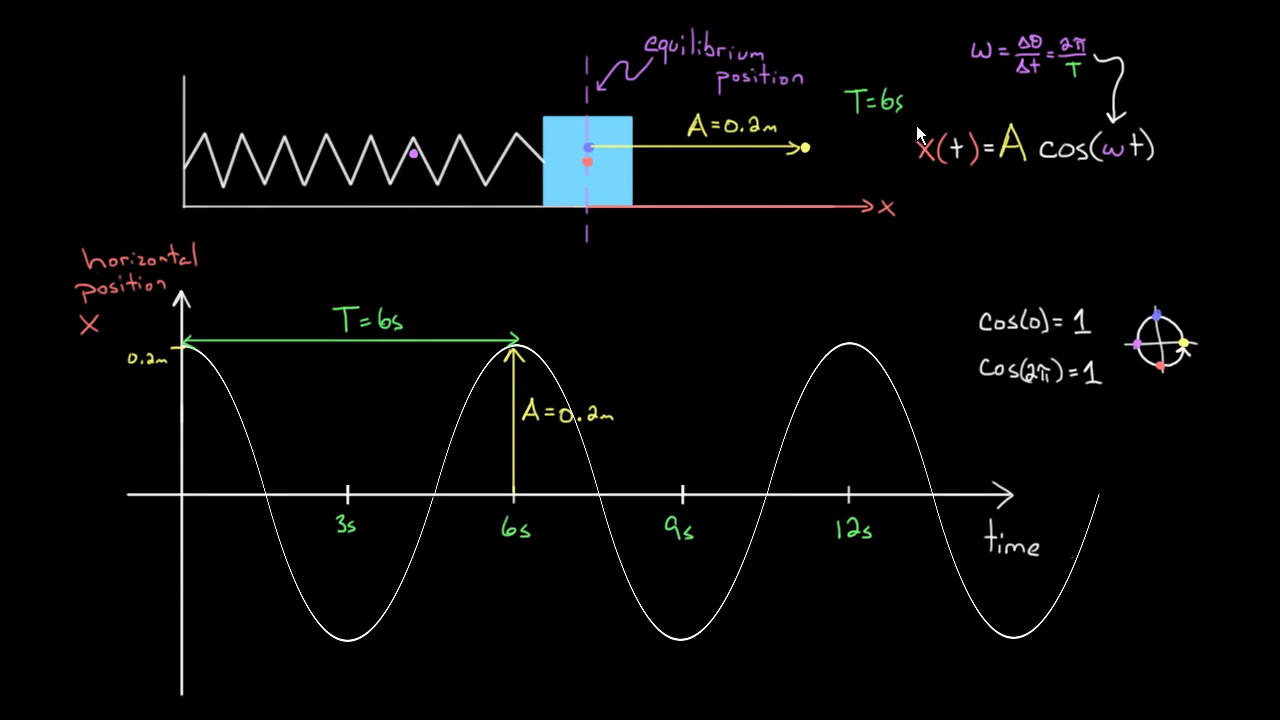 equilibrium
position
ω = Δθ/Δt = 2π/T
T=6s
A=0.2m
x(t)=A cos(ωt)
x
horizontal
position
x
T=6s
0.2m
A=0.2m
cos(0)=1
cos(2π)=1
3s
6s
9s
12s
time